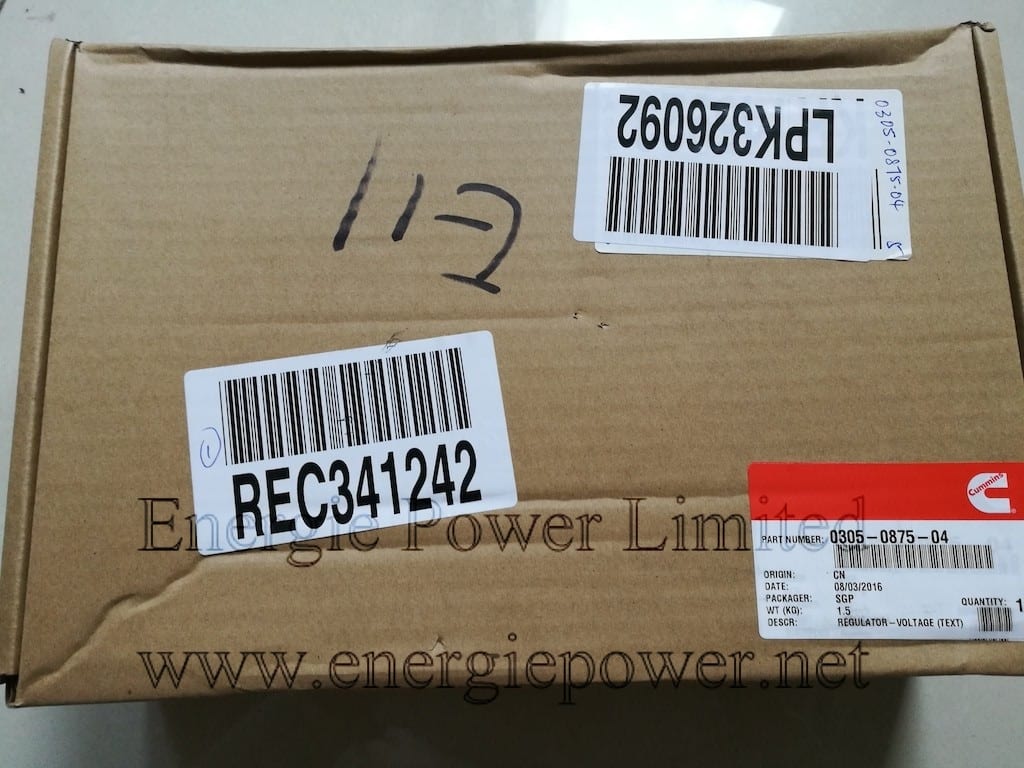 LPK326092
0305-0875-04
REC341242
1
Cummins
PART NUMBER: 0305-0875-04
ORIGIN: CN
DATE: 08/03/2016
PACKAGER: SGP
WT (KG): 1.5
QUANTITY: 1
DESCR: REGULATOR-VOLTAGE (TEXT)
Energie Power Limited
www.energiepower.net